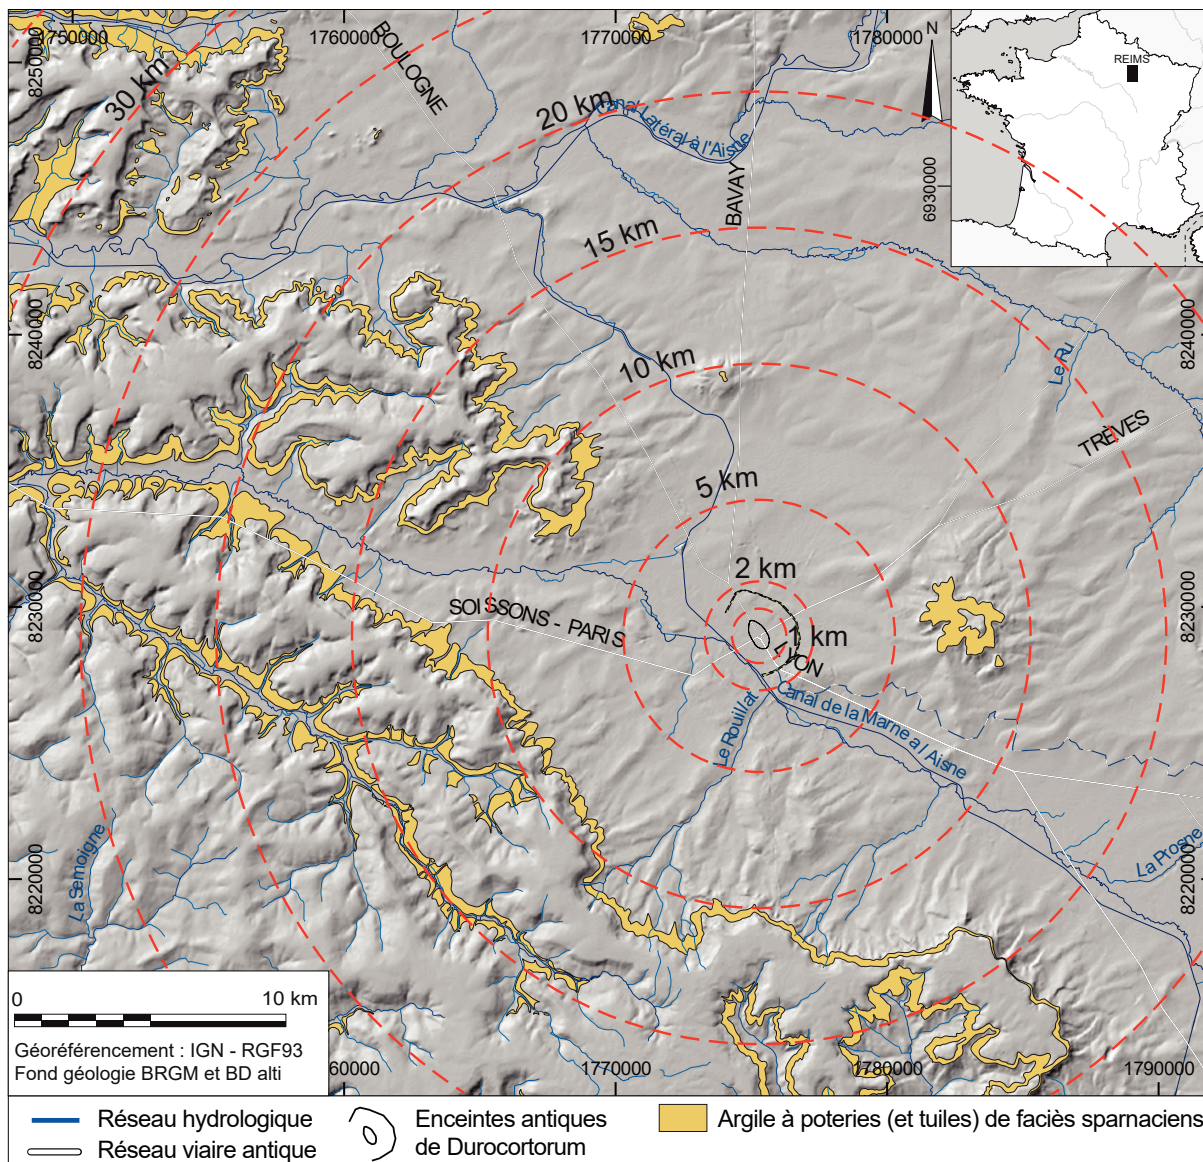 1750000
1760000
1770000
1780000
N
REIMS
8250000
BOULOGNE
30 km
20 km
Canal Latéral à l'Aisne
6930000
BAVAY
15 km
8240000
8240000
10 km
Le Ru
TRÈVES
5 km
2 km
8230000
8230000
SOISSONS - PARIS
1 km
LYON
Canal de la Marne a l Aisne
Le Rouillat
La Semoigne
8220000
La Prosne
8220000
0 10 km
Géoréférencement : IGN - RGF93
Fond géologie BRGM et BD alti
60000
1770000
1780000
1790000
Réseau hydrologique
Réseau viaire antique
Enceintes antiques
de Durocortorum
Argile à poteries (et tuiles) de faciès sparnaciens